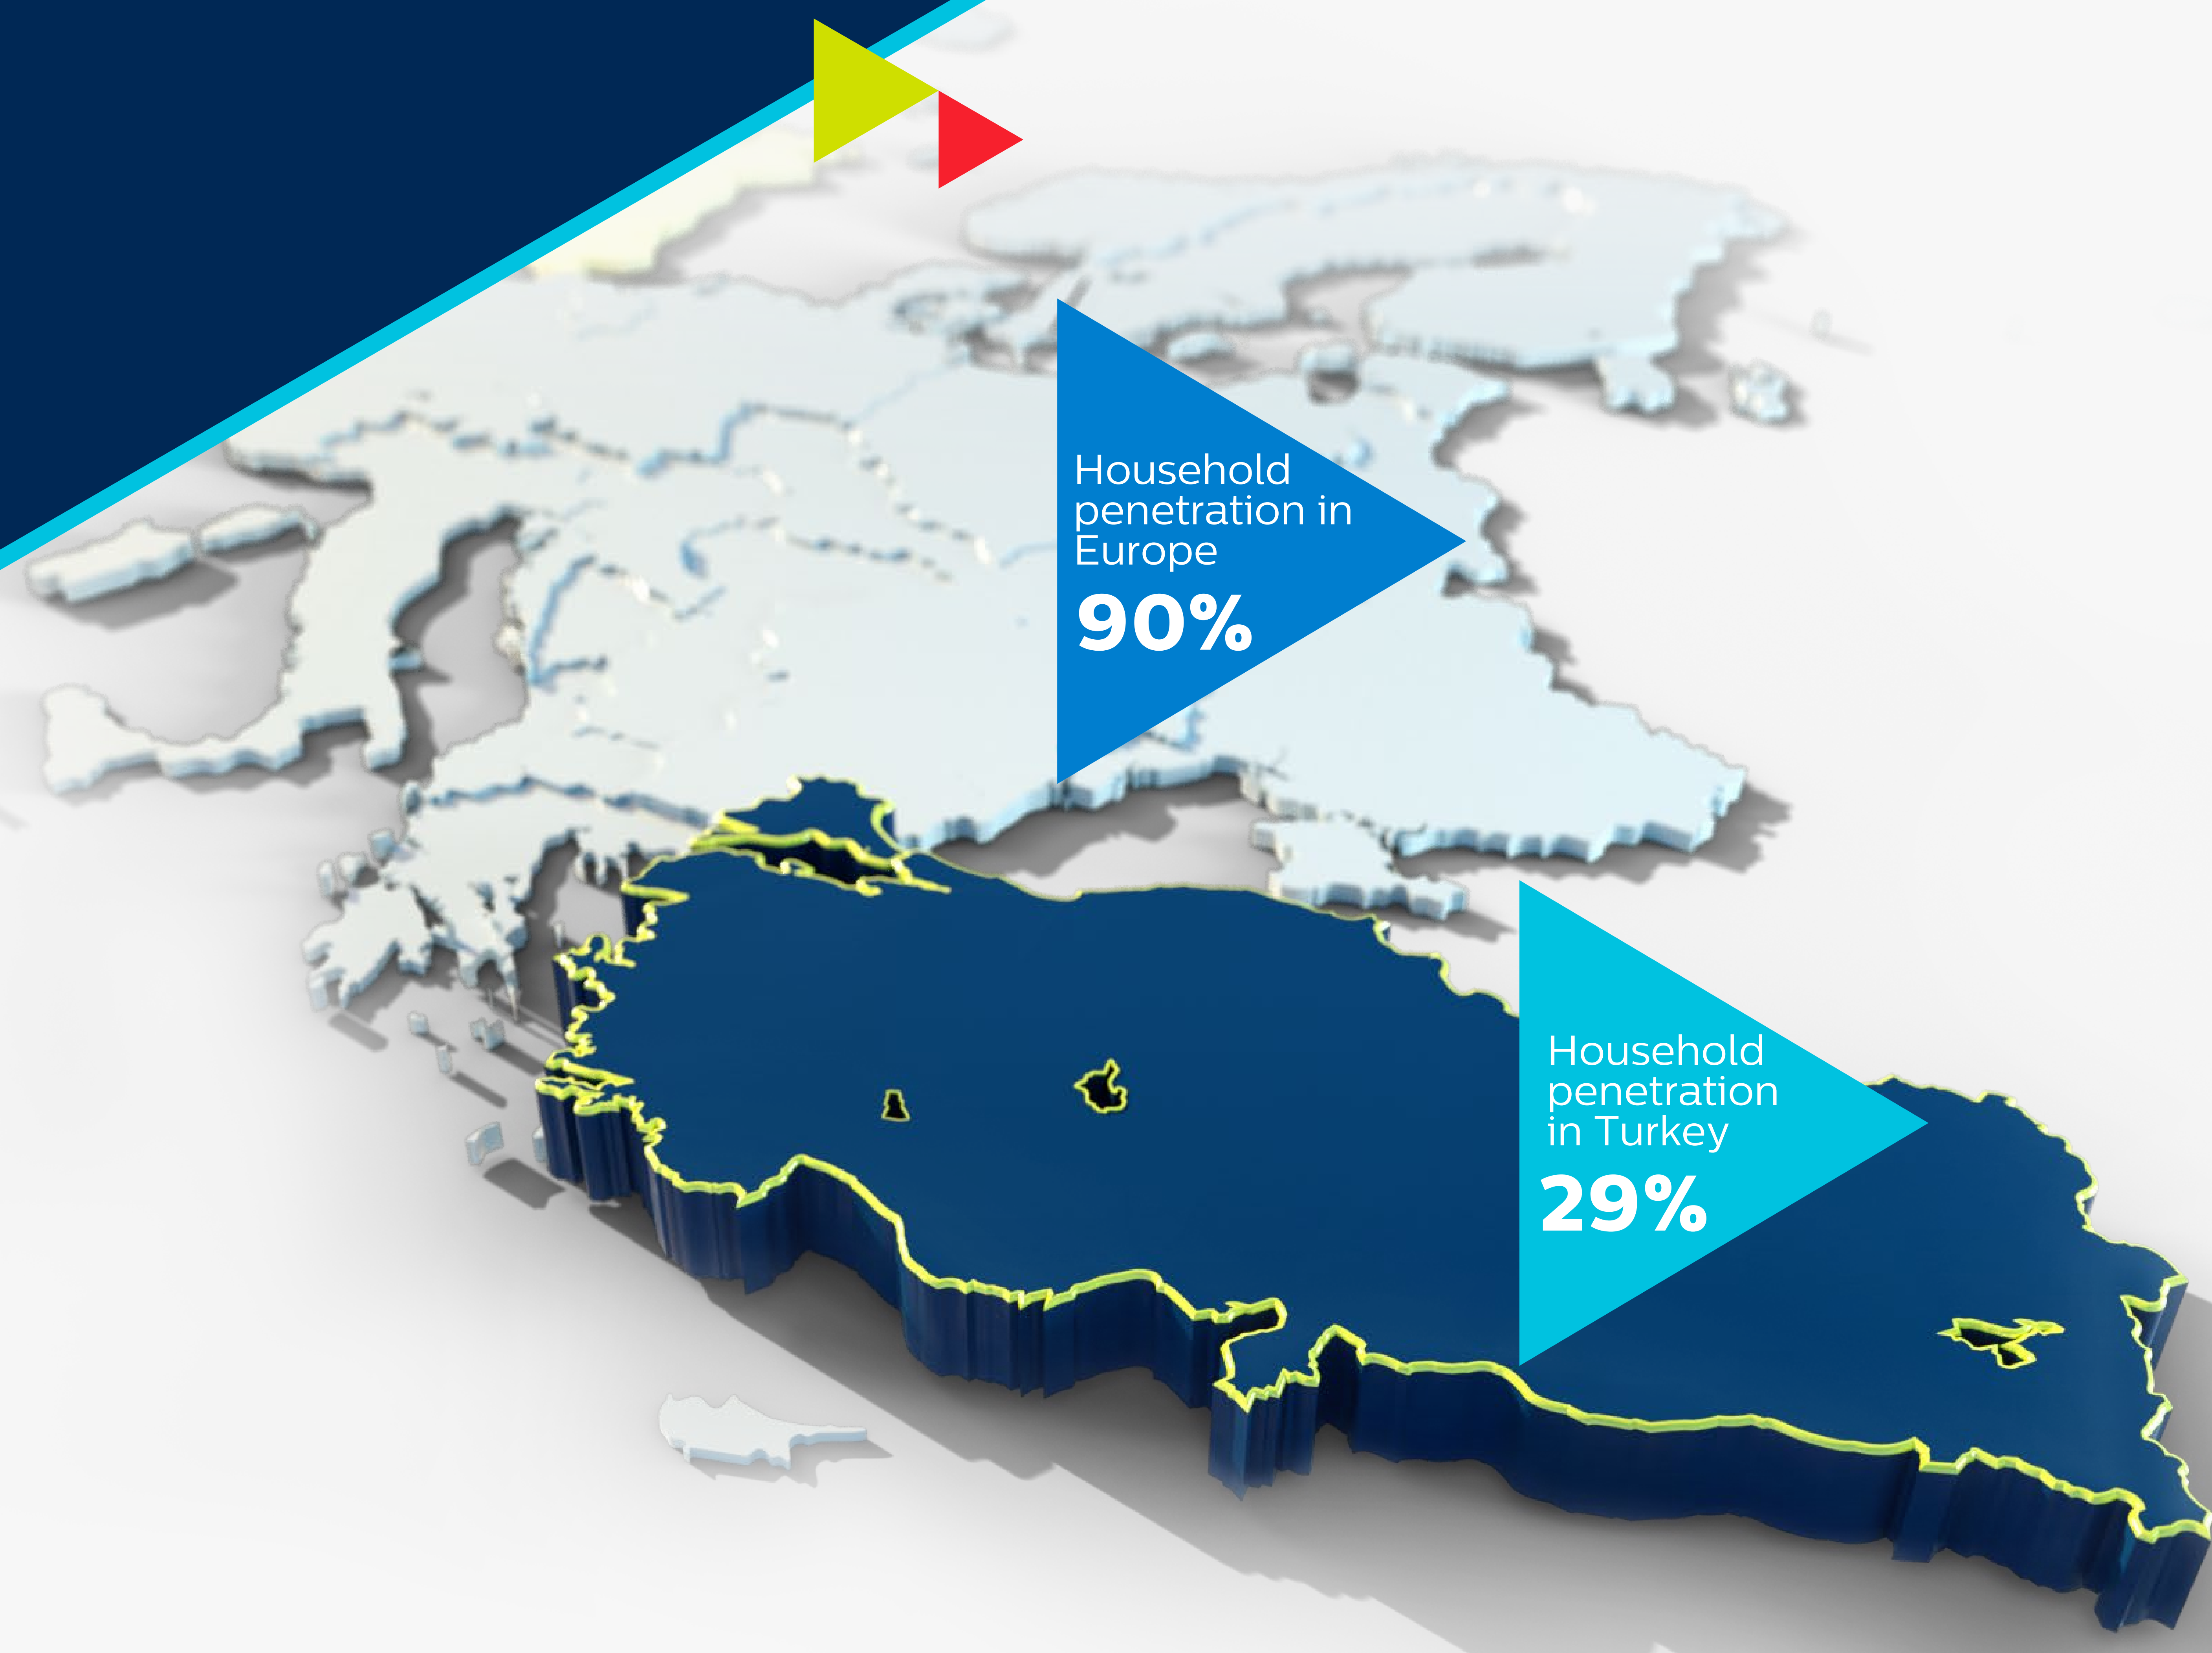 Household
penetration in
Europe
90%
Household
penetration
in Turkey
29%